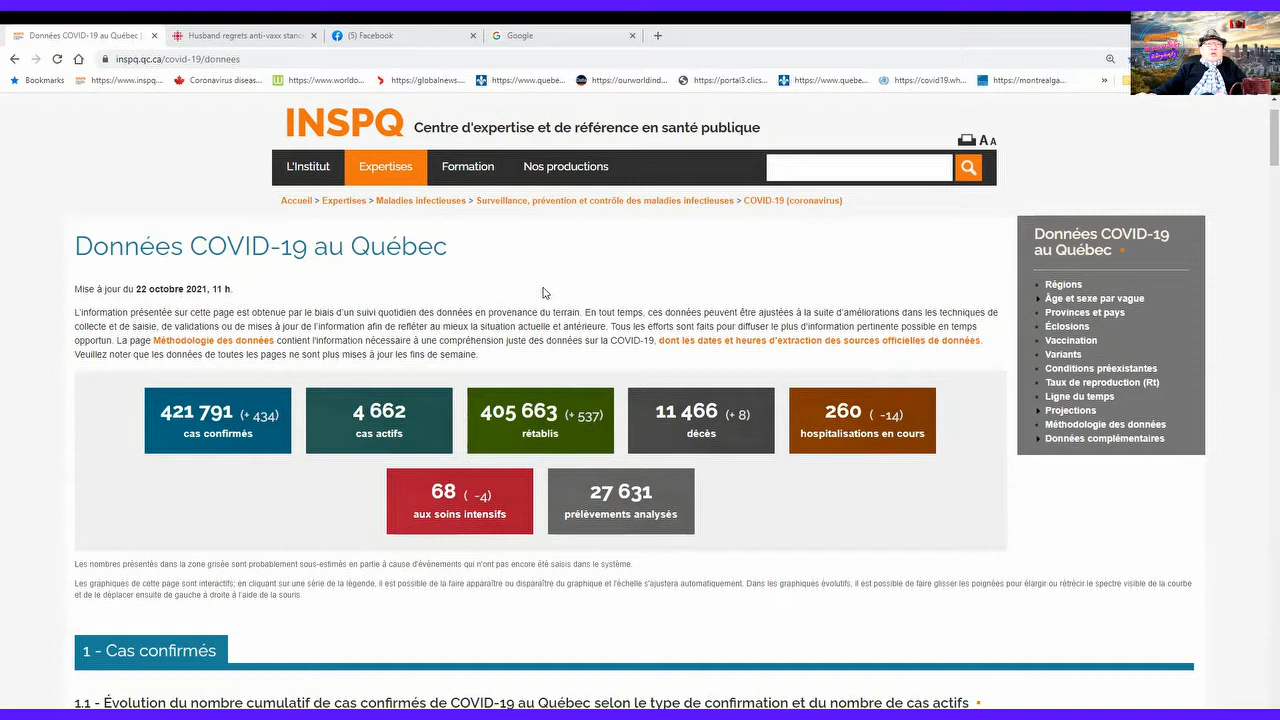 Données COVID-19 au Québec |
Husband regrets anti-vaxx stanc
(5) Facebook
Google
inspq.qc.ca/covid-19/donnees
Bookmarks
https://www.inspq....
Coronavirus diseas...
https://www.worldo...
https://globalnews....
https://www.quebe...
https://ourworldind...
https://portal3.clics...
https://www.quebe...
https://covid19.wh...
https://montrealga...
»
INSPQ Centre d'expertise et de référence en santé publique
A A
L'Institut
Expertises
Formation
Nos productions
Accueil > Expertises > Maladies infectieuses > Surveillance, prévention et contrôle des maladies infectieuses > COVID-19 (coronavirus)
Données COVID-19 au Québec
Mise à jour du 22 octobre 2021, 11 h.
L'information présentée sur cette page est obtenue par le biais d'un suivi quotidien des données en provenance du terrain. En tout temps, ces données peuvent être ajustées à la suite d'améliorations dans les techniques de
collecte et de saisie, de validations ou de mises à jour de l'information afin de refléter au mieux la situation actuelle et antérieure. Tous les efforts sont faits pour diffuser le plus d'information pertinente possible en temps
opportun. La page Méthodologie des données contient l'information nécessaire à une compréhension juste des données sur la COVID-19, dont les dates et heures d'extraction des sources officielles de données.
Veuillez noter que les données de toutes les pages ne sont plus mises à jour les fins de semaine.
421 791 (+ 434)
cas confirmés
4 662
cas actifs
405 663 (+ 537)
rétablis
11 466 (+ 8)
décès
260 ( -14)
hospitalisations en cours
68 ( -4)
aux soins intensifs
27 631
prélèvements analysés
Les nombres présentés dans la zone grisée sont probablement sous-estimés en partie à cause d'évènements qui n'ont pas encore été saisis dans le système.
Les graphiques de cette page sont interactifs; en cliquant sur une série de la légende, il est possible de la faire apparaître ou disparaître du graphique et l'échelle s'ajustera automatiquement. Dans les graphiques évolutifs, il est possible de faire glisser les poignées pour élargir ou rétrécir le spectre visible de la courbe
et de le déplacer ensuite de gauche à droite à l'aide de la souris.
1 - Cas confirmés
1.1 - Évolution du nombre cumulatif de cas confirmés de COVID-19 au Québec selon le type de confirmation et du nombre de cas actifs
Données COVID-19
au Québec
Régions
Âge et sexe par vague
Provinces et pays
Éclosions
Vaccination
Variants
Conditions préexistantes
Taux de reproduction (Rt)
Ligne du temps
Projections
Méthodologie des données
Données complémentaires